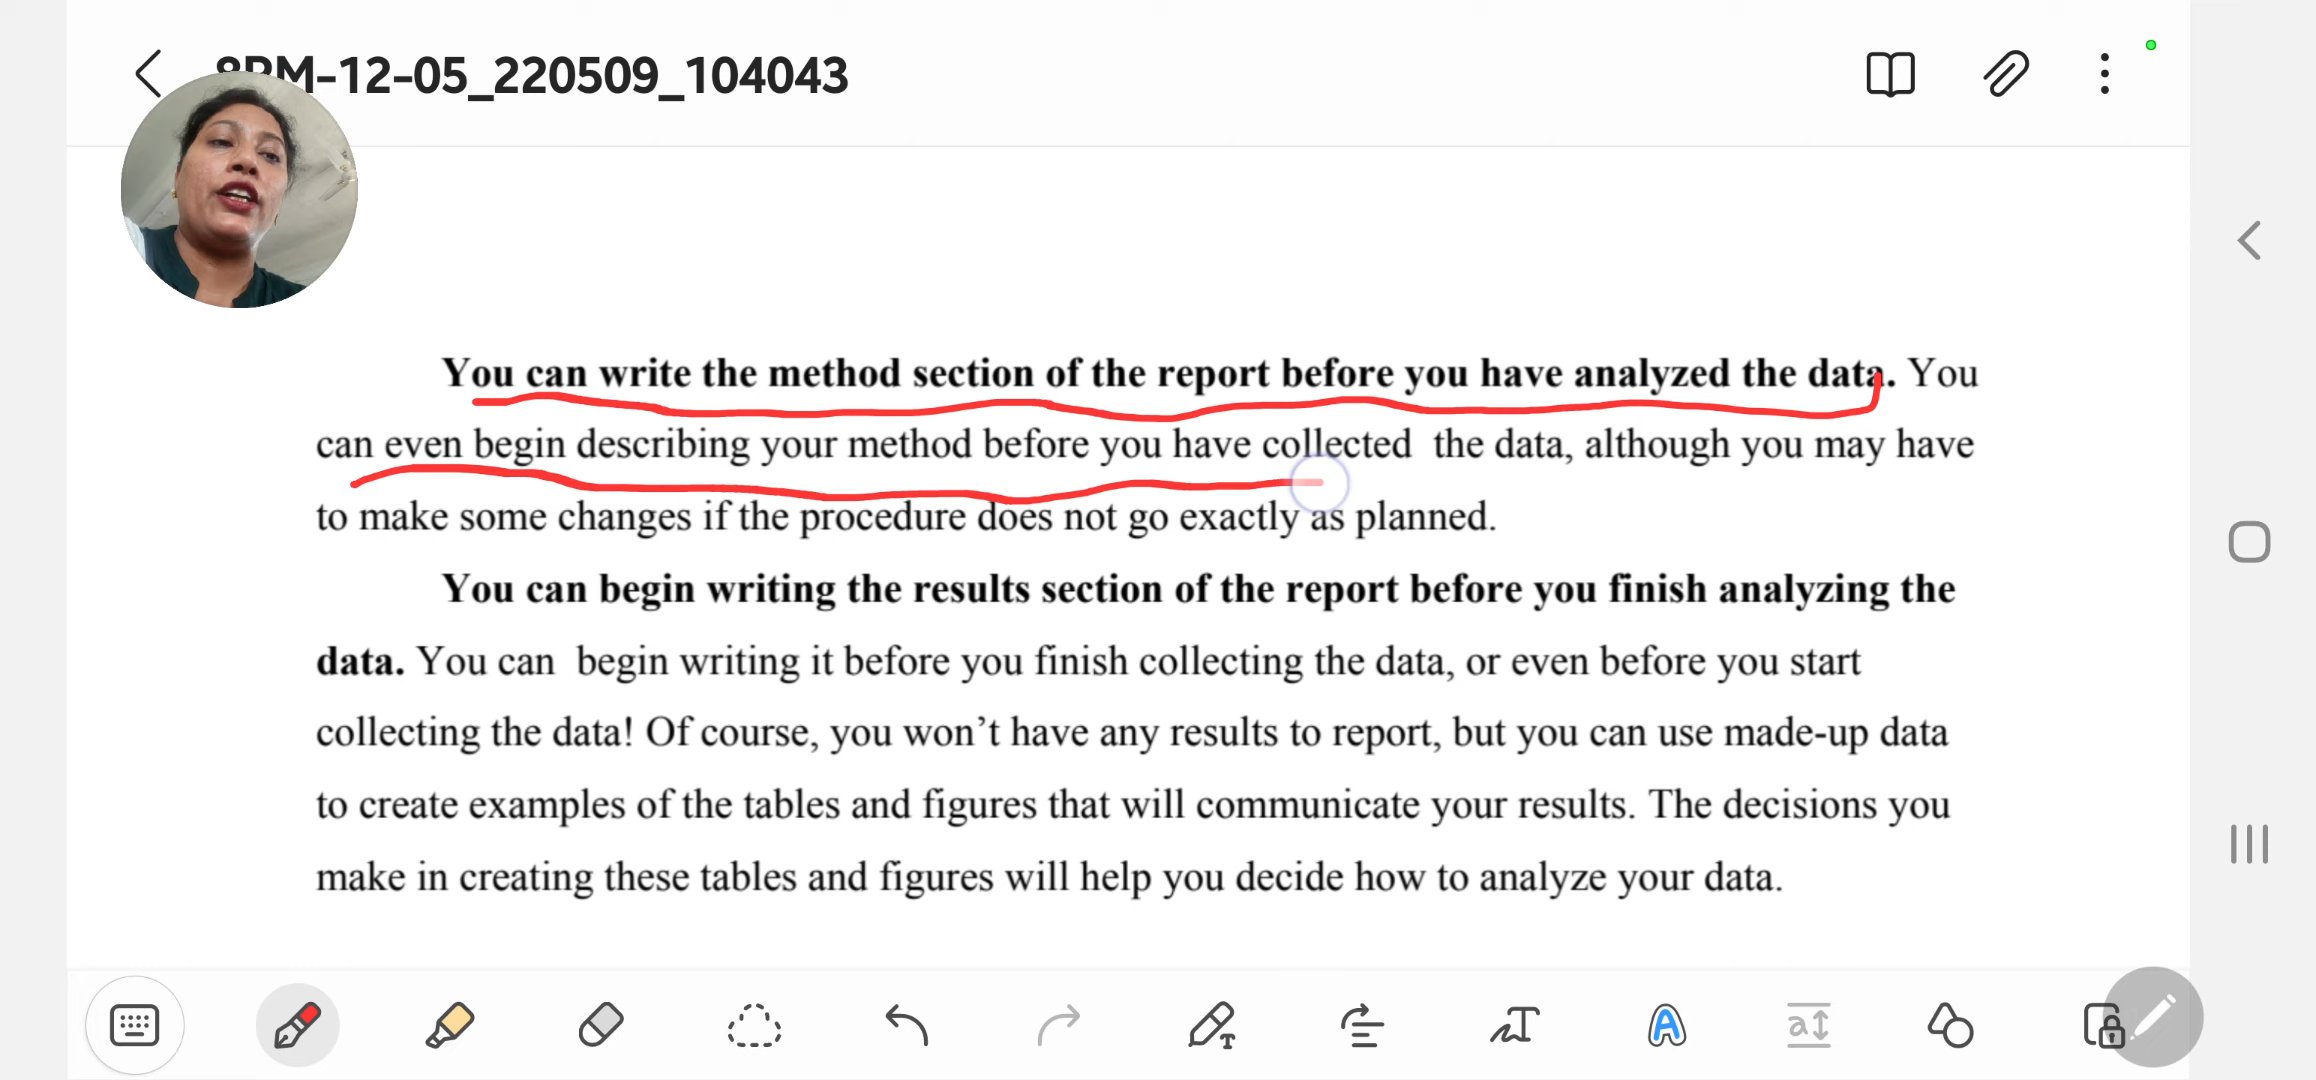 8PM-12-05_220509_104043
You can write the method section of the report before you have analyzed the data. You
can even begin describing your method before you have collected the data, although you may have
to make some changes if the procedure does not go exactly as planned.
You can begin writing the results section of the report before you finish analyzing the
data. You can begin writing it before you finish collecting the data, or even before you start
collecting the data! Of course, you won't have any results to report, but you can use made-up data
to create examples of the tables and figures that will communicate your results. The decisions you
make in creating these tables and figures will help you decide how to analyze your data.